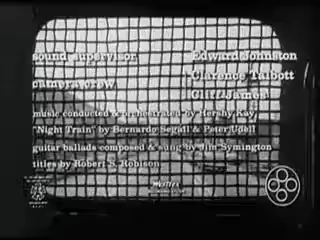 sound supervisor Edward Johnston
camera crew Clarence Talbott
Cliff James
music conducted & orchestrated by Hershy Kay
"Night Train" by Bernardo Segall & Peter Udell
guitar ballads composed & sung by Jim Symington
titles by Robert S. Robison
Westrex